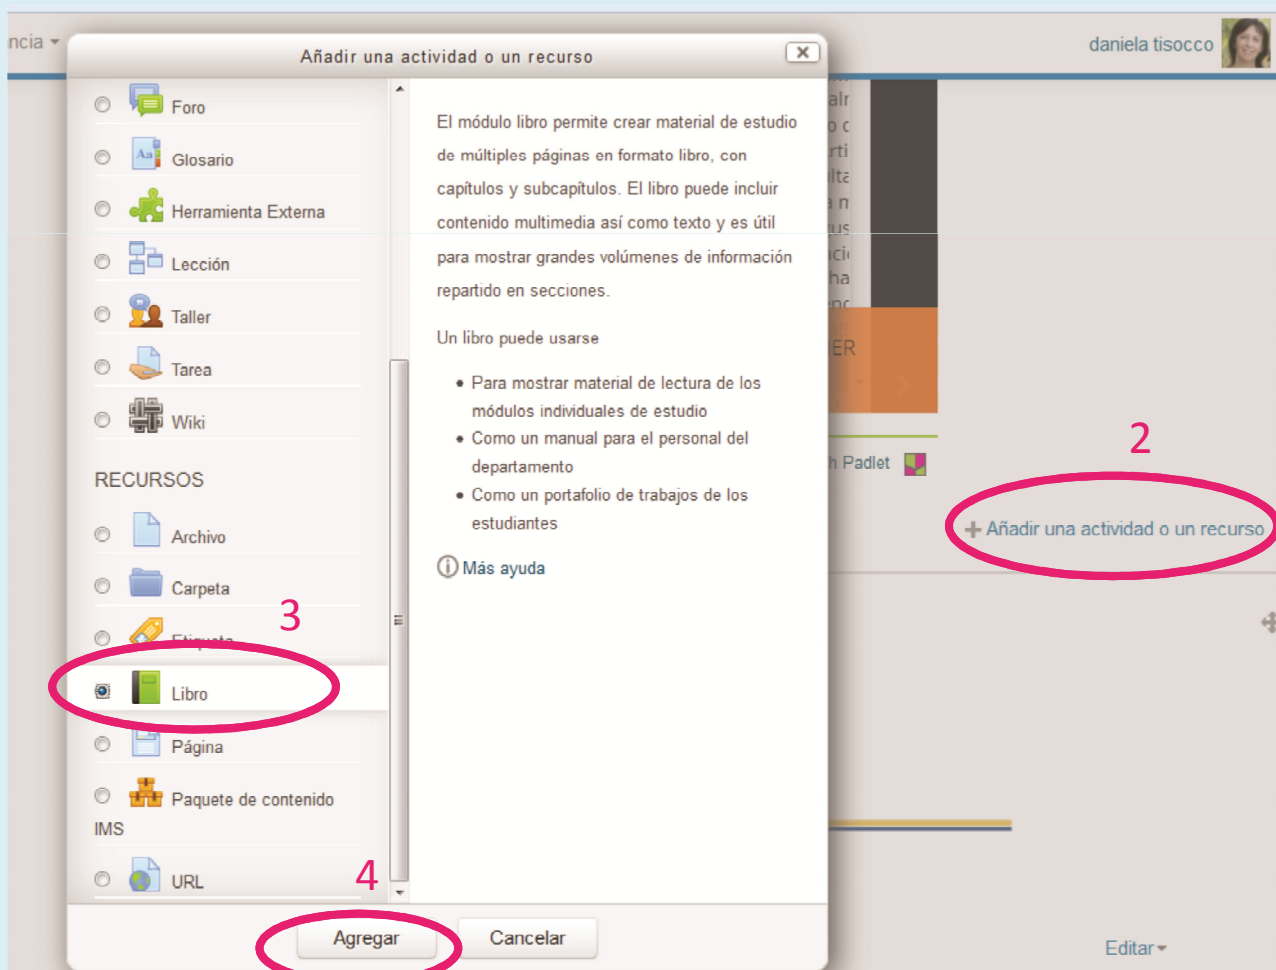 ncia
daniela tisocco
Añadir una actividad o un recurso
x
Foro
Glosario
Herramienta Externa
Lección
Taller
Tarea
Wiki
RECURSOS
Archivo
Carpeta
3
Etiqueta
Libro
Página
Paquete de contenido
IMS
URL
4
El módulo libro permite crear material de estudio
de múltiples páginas en formato libro, con
capítulos y subcapítulos. El libro puede incluir
contenido multimedia así como texto y es útil
para mostrar grandes volúmenes de información
repartido en secciones.
Un libro puede usarse
Para mostrar material de lectura de los
módulos individuales de estudio
Como un manual para el personal del
departamento
Como un portafolio de trabajos de los
estudiantes
Más ayuda
Agregar
Cancelar
ER
h Padlet
2
Añadir una actividad o un recurso
Editar